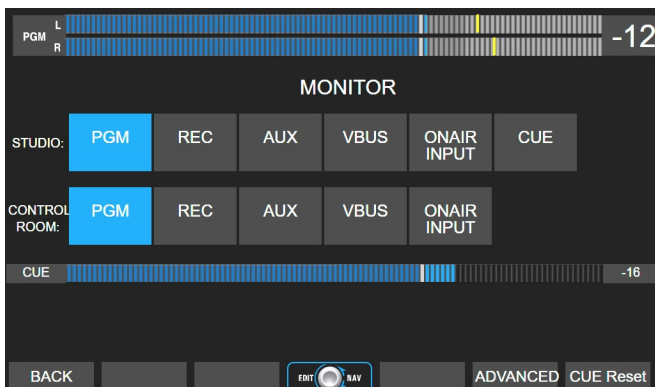 L
PGM
R
-12
MONITOR
STUDIO: PGM REC AUX VBUS ONAIR INPUT CUE
CONTROL ROOM: PGM REC AUX VBUS ONAIR INPUT
CUE -16
BACK EDIT NAV ADVANCED CUE Reset